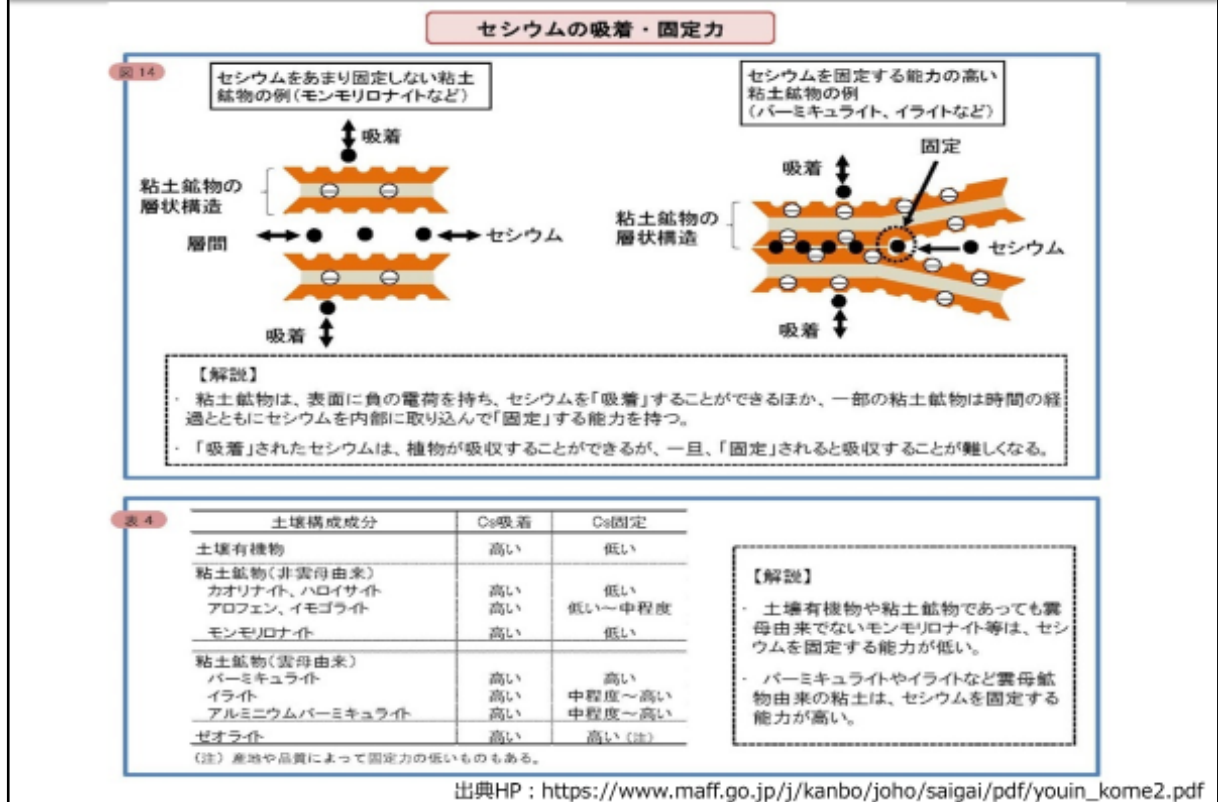 セシウムの吸着・固定力
図 14
セシウムをあまり固定しない粘土
鉱物の例(モンモリロナイトなど)
吸着
粘土鉱物の
層状構造
層間
セシウム
吸着
セシウムを固定する能力の高い
粘土鉱物の例
(バーミキュライト、イライトなど)
固定
吸着
粘土鉱物の
層状構造
セシウム
吸着
【解説】
・ 粘土鉱物は、表面に負の電荷を持ち、セシウムを「吸着」することができるほか、一部の粘土鉱物は時間の経
過とともにセシウムを内部に取り込んで「固定」する能力を持つ。
・ 「吸着」されたセシウムは、植物が吸収することができるが、一旦、「固定」されると吸収することが難しくなる。
表 4
土壌構成成分 Cs吸着 Cs固定
土壌有機物 高い 低い
粘土鉱物(非雲母由来)
カオリナイト、ハロイサイト 高い 低い
アロフェン、イモゴライト 高い 低い～中程度
モンモリロナイト 高い 低い
粘土鉱物(雲母由来)
バーミキュライト 高い 高い
イライト 高い 中程度～高い
アルミニウムバーミキュライト 高い 中程度～高い
ゼオライト 高い 高い (注)
(注) 産地や品質によって固定力の低いものもある。
【解説】
・ 土壌有機物や粘土鉱物であっても雲
母由来でないモンモリロナイト等は、セシ
ウムを固定する能力が低い。
・ バーミキュライトやイライトなど雲母鉱
物由来の粘土は、セシウムを固定する
能力が高い。
出典HP：https://www.maff.go.jp/j/kanbo/joho/saigai/pdf/youin_kome2.pdf